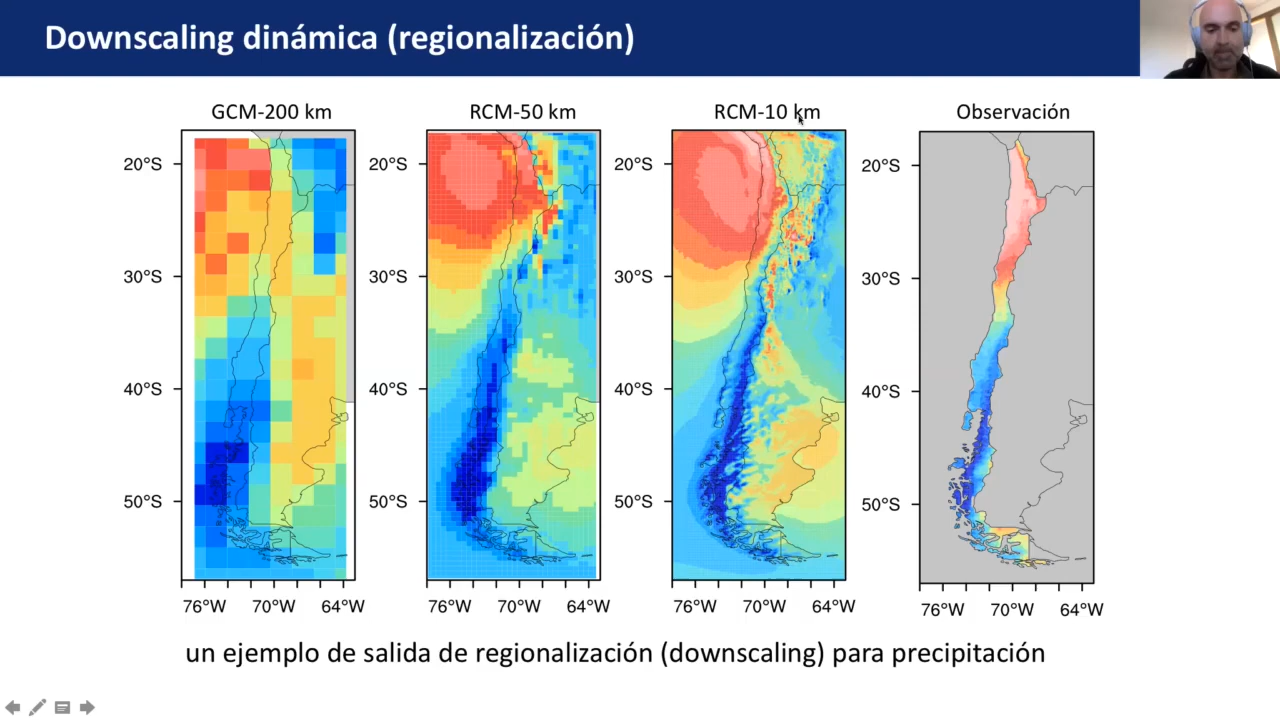 Downscaling dinámica (regionalización)
GCM-200 km
RCM-50 km
RCM-10 km
Observación
20°S
30°S
40°S
50°S
76°W 70°W 64°W
20°S
30°S
40°S
50°S
76°W 70°W 64°W
20°S
30°S
40°S
50°S
76°W 70°W 64°W
20°S
30°S
40°S
50°S
76°W 70°W 64°W
un ejemplo de salida de regionalización (downscaling) para precipitación